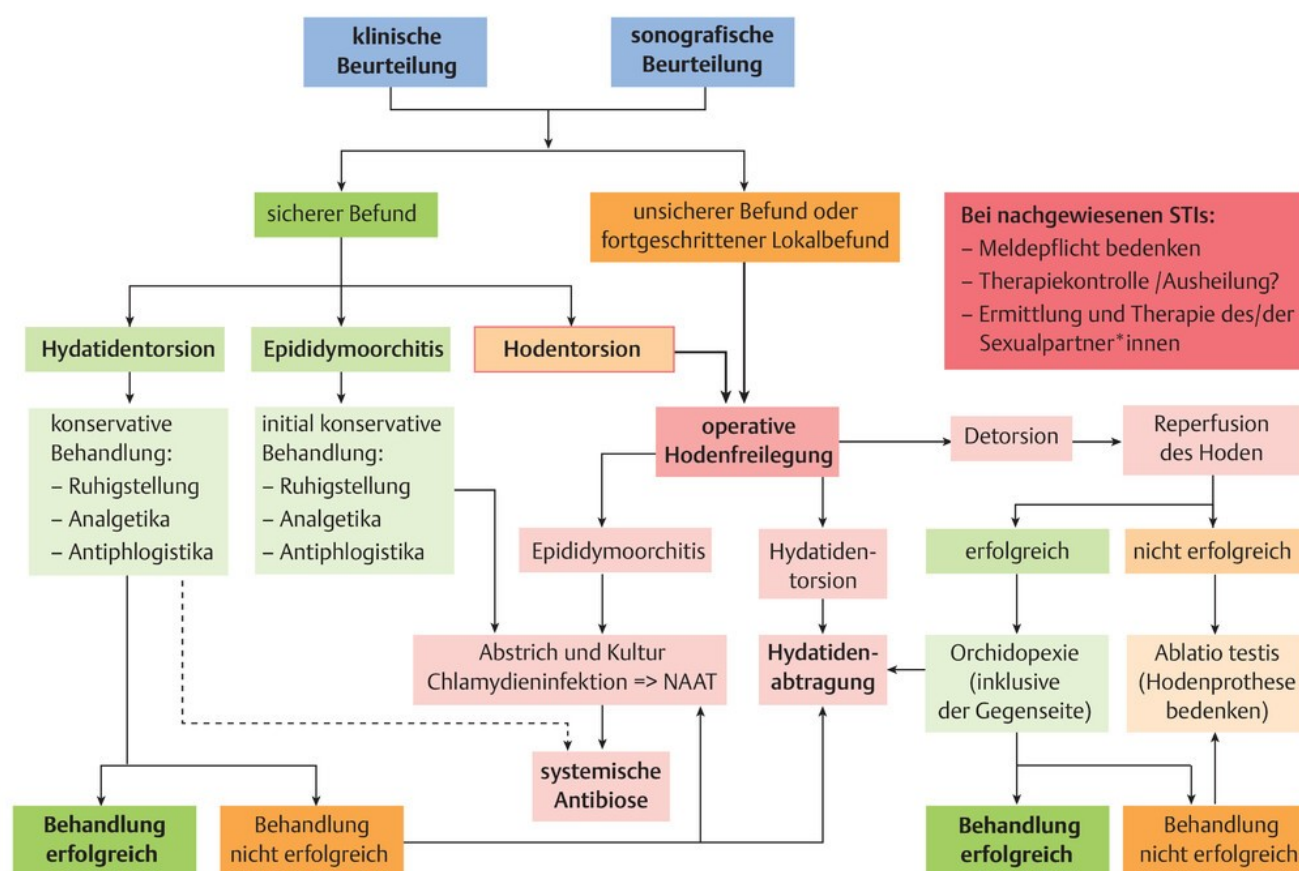 klinische
Beurteilung
sonografische
Beurteilung
sicherer Befund
unsicherer Befund oder
fortgeschrittener Lokalbefund
Bei nachgewiesenen STIs:
– Meldepflicht bedenken
– Therapiekontrolle /Ausheilung?
– Ermittlung und Therapie des/der
Sexualpartner*innen
Hydatidentorsion
Epididymoorchitis
Hodentorsion
konservative
Behandlung:
– Ruhigstellung
– Analgetika
– Antiphlogistika
initial konservative
Behandlung:
– Ruhigstellung
– Analgetika
– Antiphlogistika
operative
Hodenfreilegung
Detorsion
Reperfusion
des Hoden
Epididymoorchitis
Hydatiden-
torsion
erfolgreich
nicht erfolgreich
Abstrich und Kultur
Chlamydieninfektion => NAAT
Hydatiden-
abtragung
Orchidopexie
(inklusive
der Gegenseite)
Ablatio testis
(Hodenprothese
bedenken)
systemische
Antibiose
Behandlung
erfolgreich
Behandlung
nicht erfolgreich
Behandlung
erfolgreich
Behandlung
nicht erfolgreich